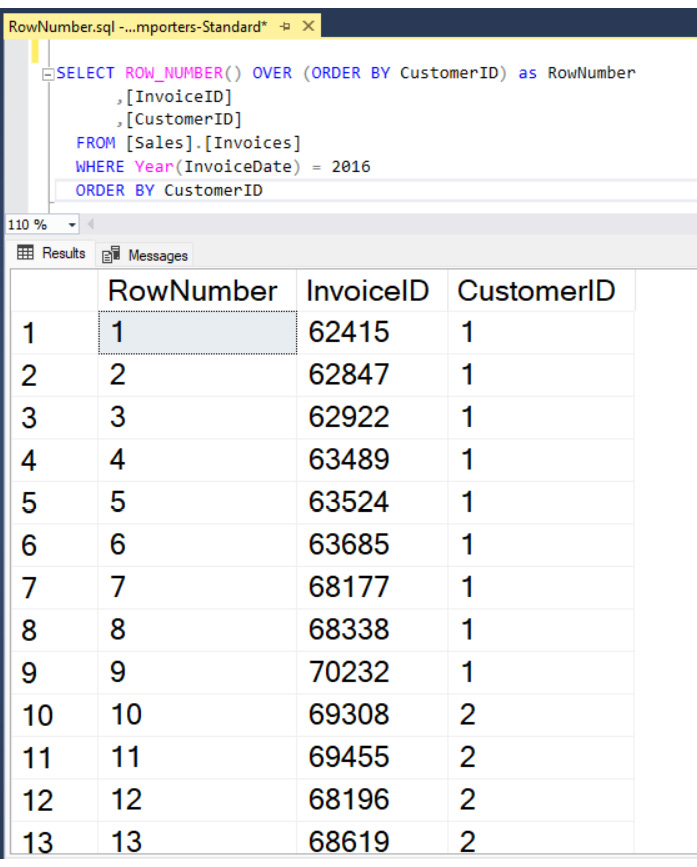 RowNumber.sql -...mporters-Standard*
SELECT ROW_NUMBER() OVER (ORDER BY CustomerID) as RowNumber
,[InvoiceID]
,[CustomerID]
FROM [Sales].[Invoices]
WHERE Year(InvoiceDate) = 2016
ORDER BY CustomerID
110 %
Results Messages
RowNumber InvoiceID CustomerID
1 1 62415 1
2 2 62847 1
3 3 62922 1
4 4 63489 1
5 5 63524 1
6 6 63685 1
7 7 68177 1
8 8 68338 1
9 9 70232 1
10 10 69308 2
11 11 69455 2
12 12 68196 2
13 13 68619 2